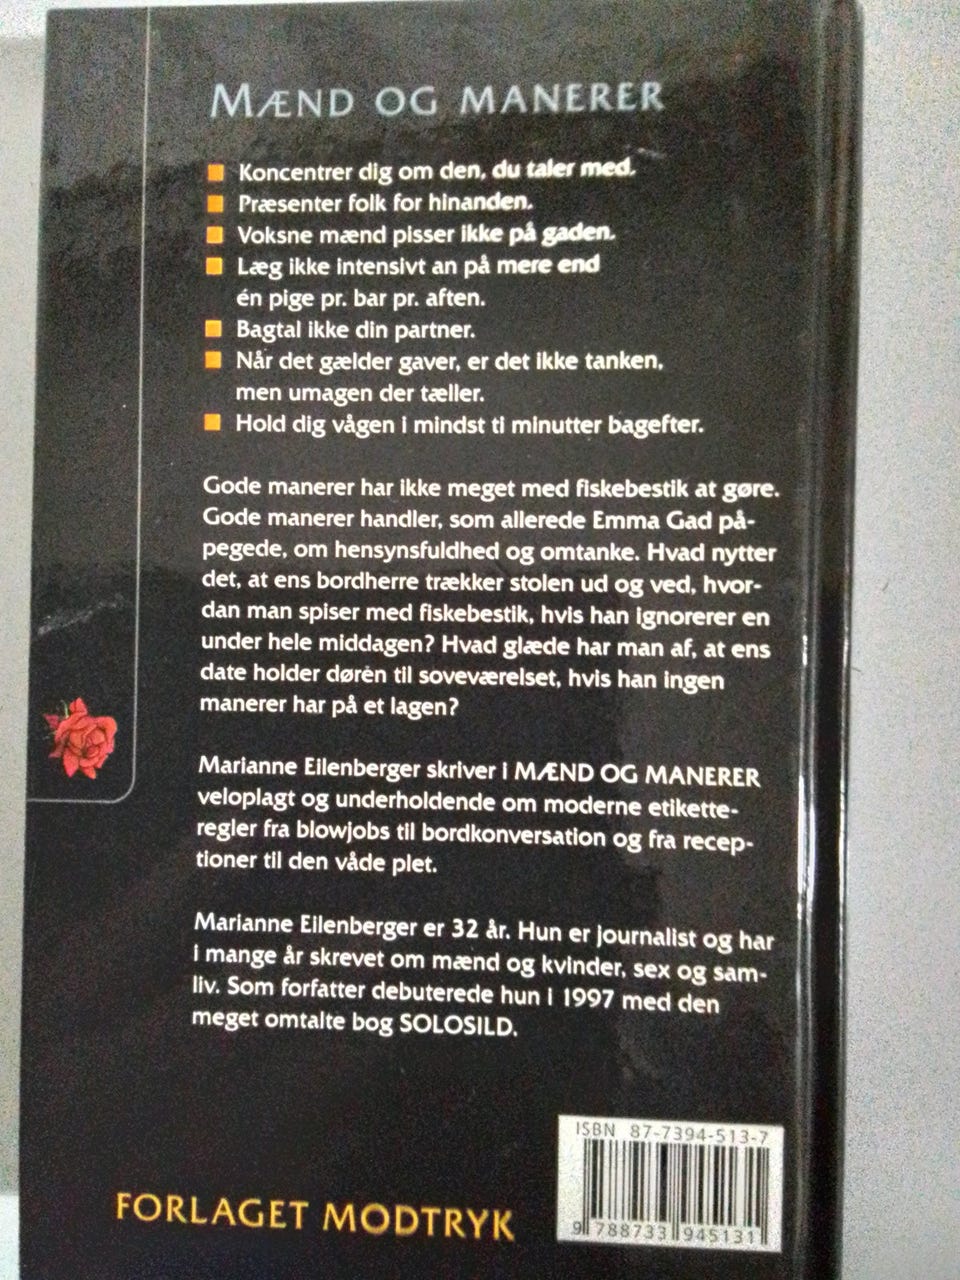 MÆND OG MANERER
Koncentrer dig om den, du taler med.
Præsenter folk for hinanden.
Voksne mænd pisser ikke på gaden.
Læg ikke intensivt an på mere end
én pige pr. bar pr. aften.
Bagtal ikke din partner.
Når det gælder gaver, er det ikke tanken,
men umagen der tæller.
Hold dig vågen i mindst ti minutter bagefter.
Gode manerer har ikke meget med fiskebestik at gøre.
Gode manerer handler, som allerede Emma Gad på-
pegede, om hensynsfuldhed og omtanke. Hvad nytter
det, at ens bordherre trækker stolen ud og ved, hvor-
dan man spiser med fiskebestik, hvis han ignorerer en
under hele middagen? Hvad glæde har man af, at ens
date holder døren til soveværelset, hvis han ingen
manerer har på et lagen?
Marianne Eilenberger skriver i MÆND OG MANERER
veloplagt og underholdende om moderne etikette-
regler fra blowjobs til bordkonversation og fra recep-
tioner til den våde plet.
Marianne Eilenberger er 32 år. Hun er journalist og har
i mange år skrevet om mænd og kvinder, sex og sam-
liv. Som forfatter debuterede hun i 1997 med den
meget omtalte bog SOLOSILD.
ISBN 87-7394-513-7
9 788733 945131
FORLAGET MODTRYK